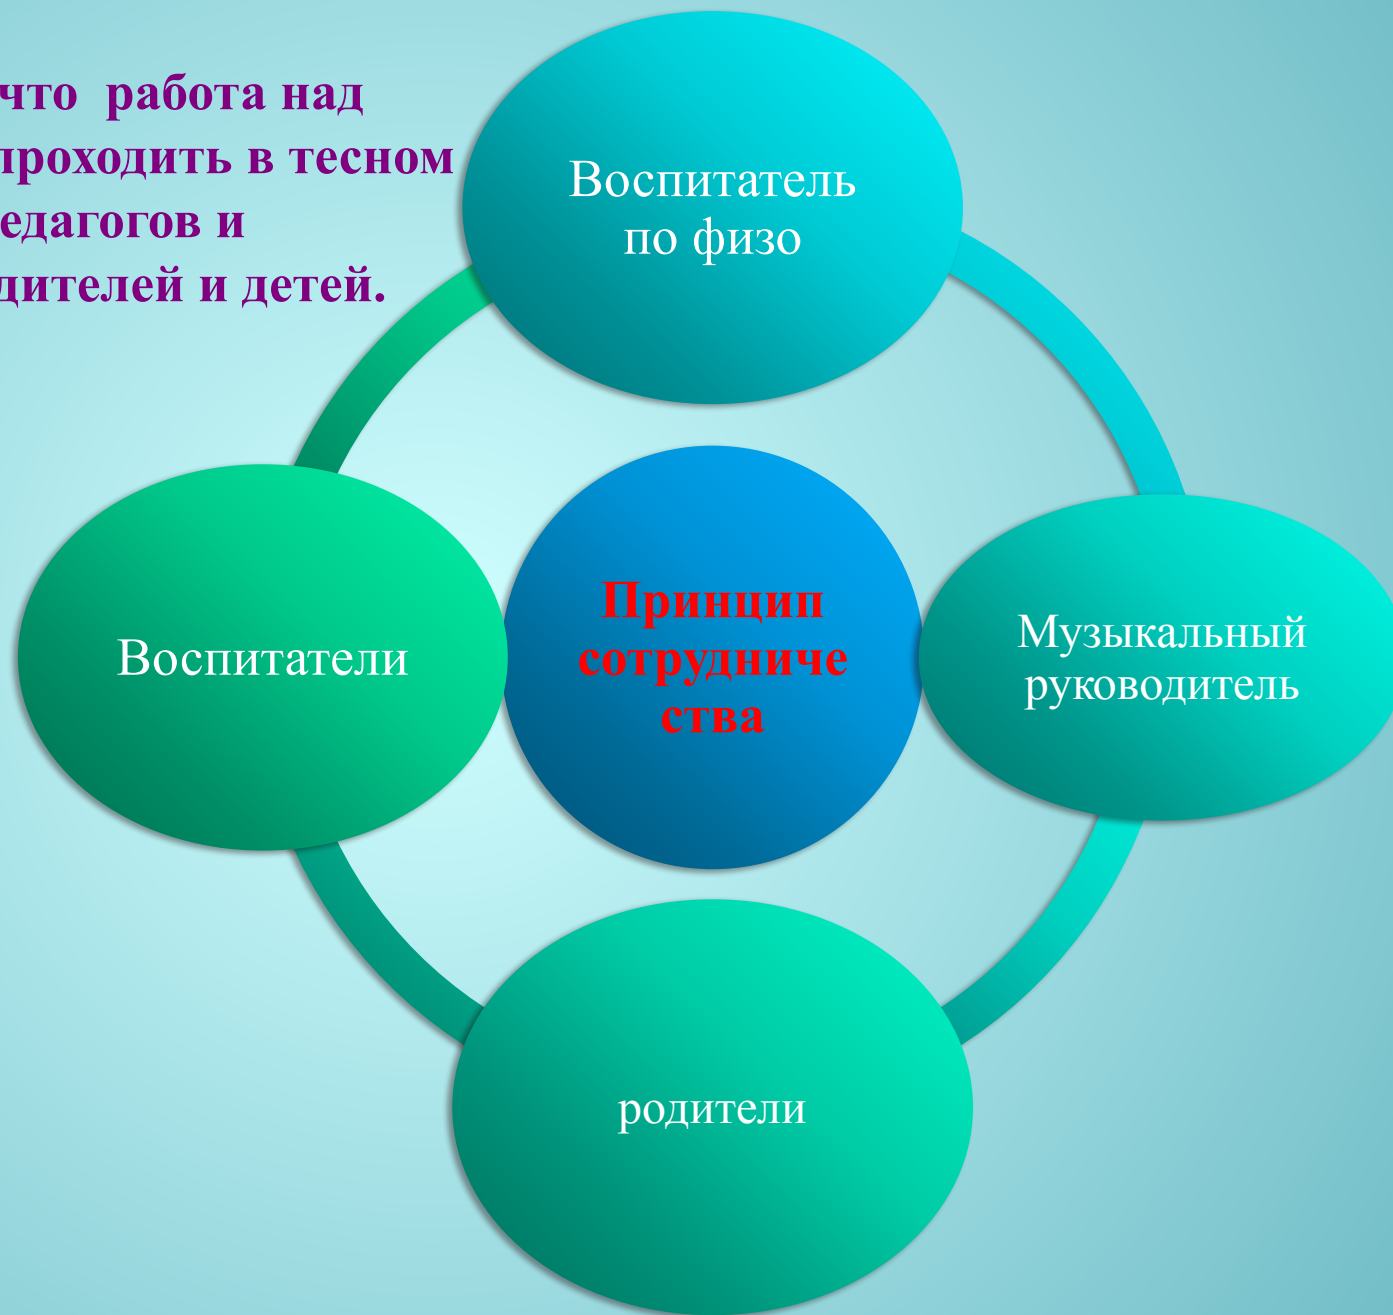 что работа над
проходить в тесном
едагогов и
дителей и детей.
Воспитатель
по физо
Воспитатели
Принцип
сотрудниче
ства
Музыкальный
руководитель
родители